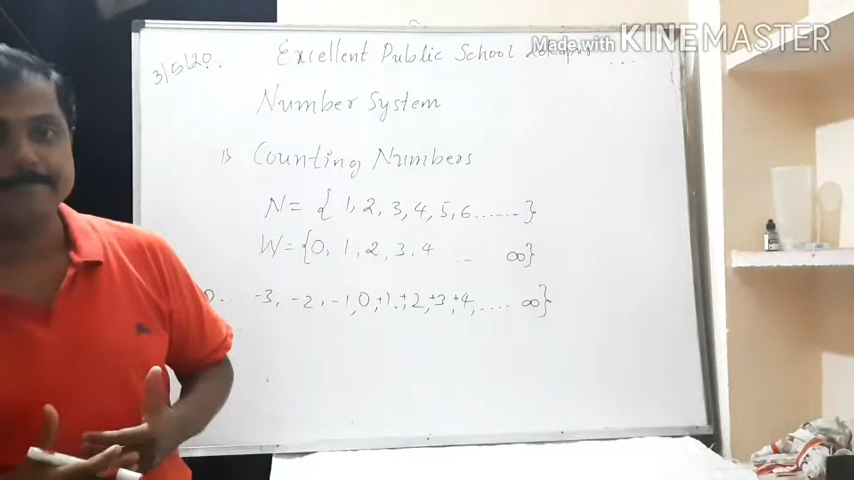 Made with KINEMASTER
3/5/20. Excellent Public School ...
Number System
1) Counting Numbers
N = { 1, 2, 3, 4, 5, 6 ....... }
W = { 0, 1, 2, 3, 4 ... ∞ }
-3, -2, -1, 0, +1, +2, +3, +4, .... ∞ }